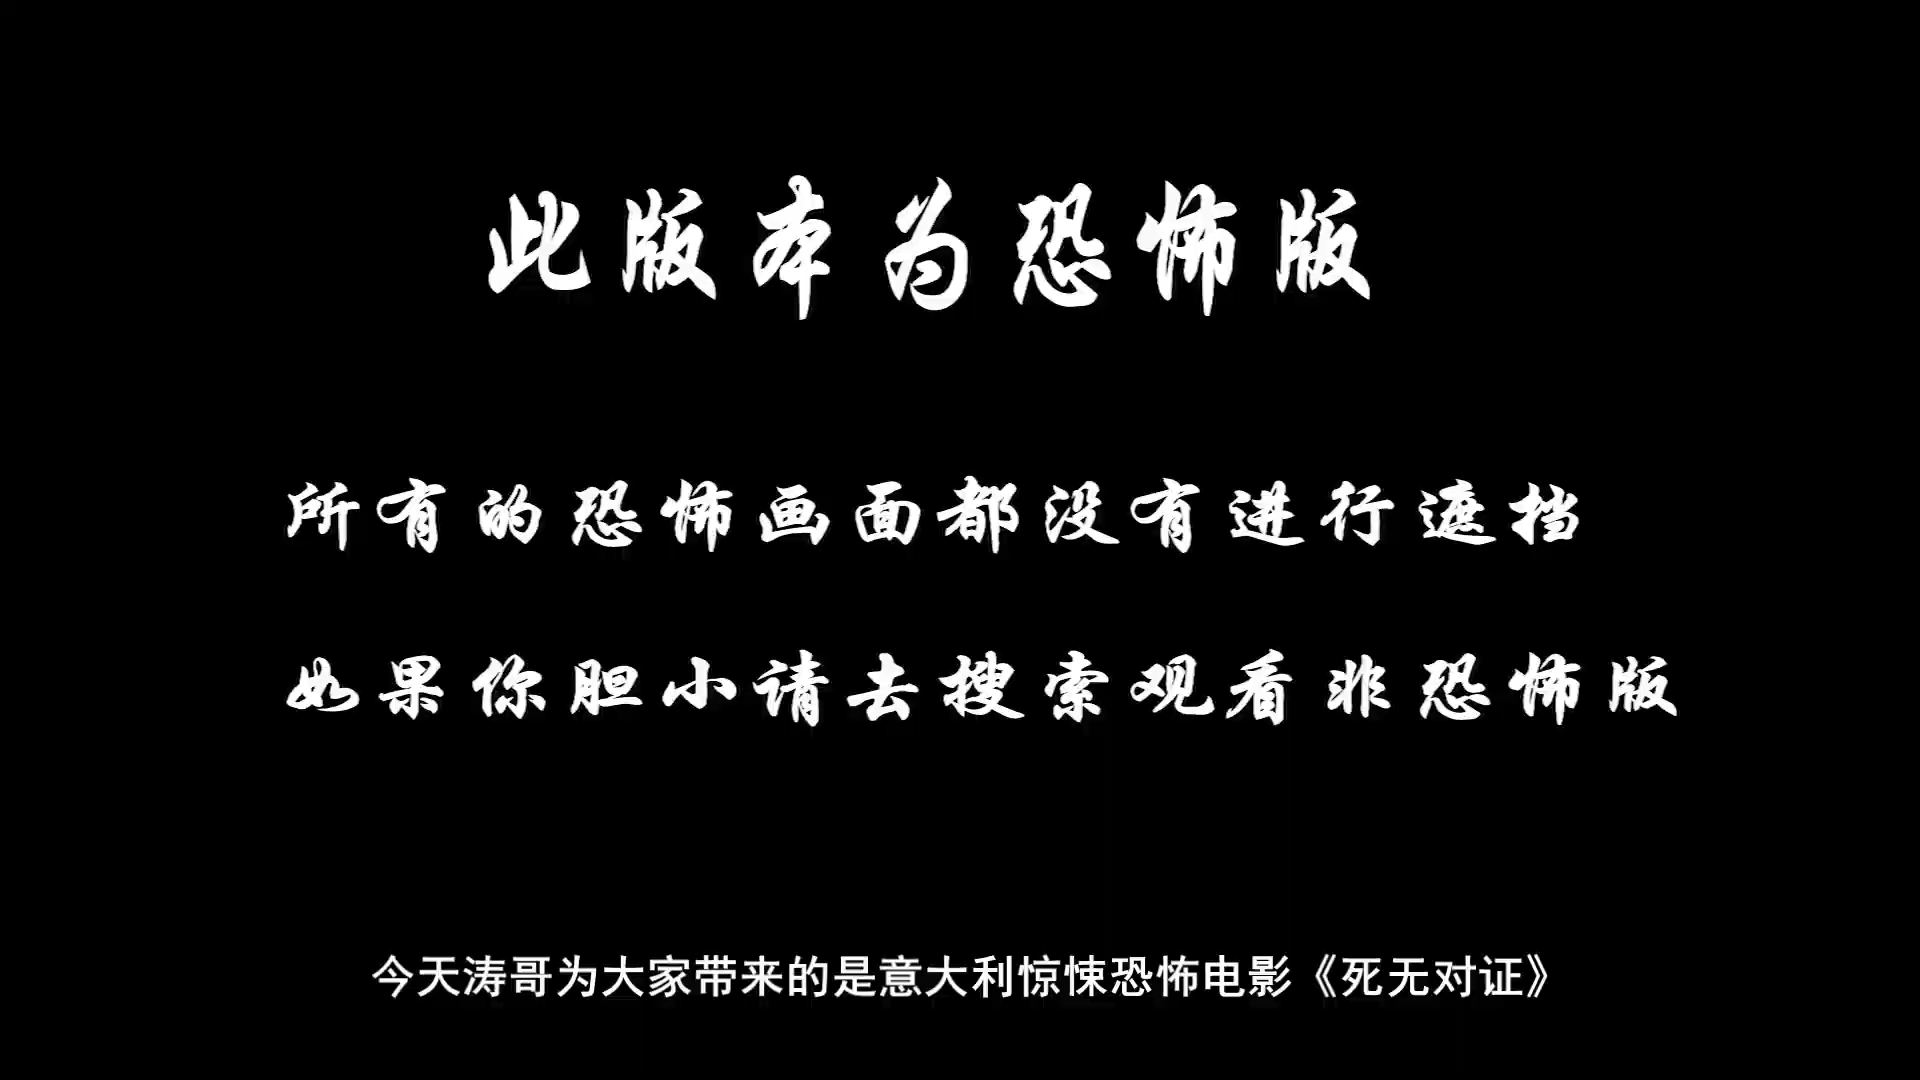 此版本为恐怖版
所有的恐怖画面都没有进行遮挡
如果你胆小请去搜索观看非恐怖版
今天涛哥为大家带来的是意大利惊悚恐怖电影《死无对证》